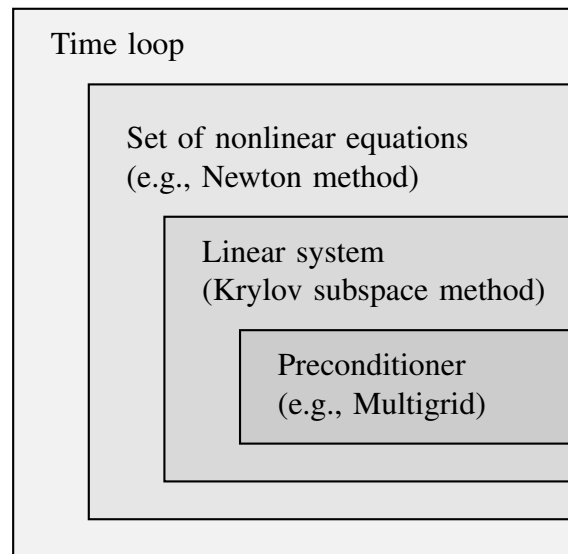 Time loop
Set of nonlinear equations
(e.g., Newton method)
Linear system
(Krylov subspace method)
Preconditioner
(e.g., Multigrid)